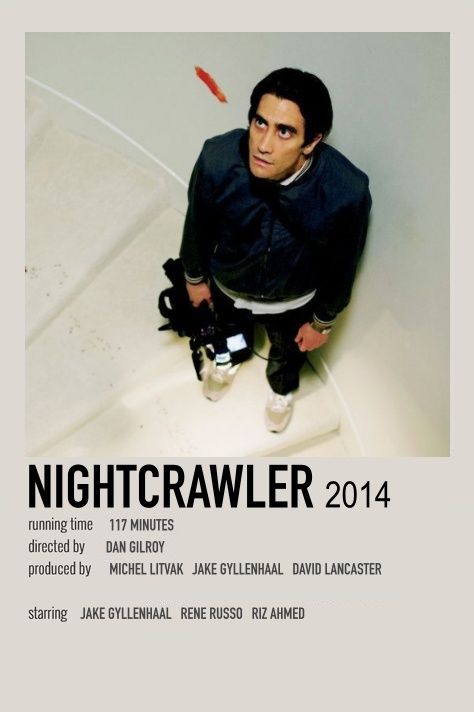 NIGHTCRAWLER 2014
running time 117 MINUTES
directed by DAN GILROY
produced by MICHEL LITVAK JAKE GYLLENHAAL DAVID LANCASTER
starring JAKE GYLLENHAAL RENE RUSSO RIZ AHMED